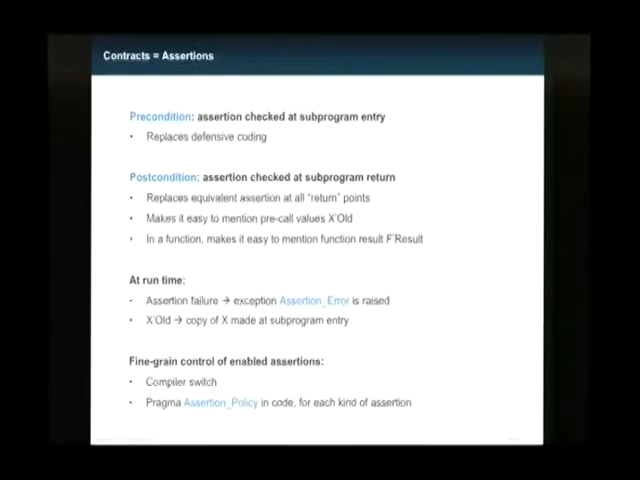 Contracts = Assertions
Precondition: assertion checked at subprogram entry
• Replaces defensive coding
Postcondition: assertion checked at subprogram return
• Replaces equivalent assertion at all "return" points
• Makes it easy to mention pre-call values X'Old
• In a function, makes it easy to mention function result F'Result
At run time:
• Assertion failure → exception Assertion_Error is raised
• X'Old → copy of X made at subprogram entry
Fine-grain control of enabled assertions:
• Compiler switch
• Pragma Assertion_Policy in code, for each kind of assertion